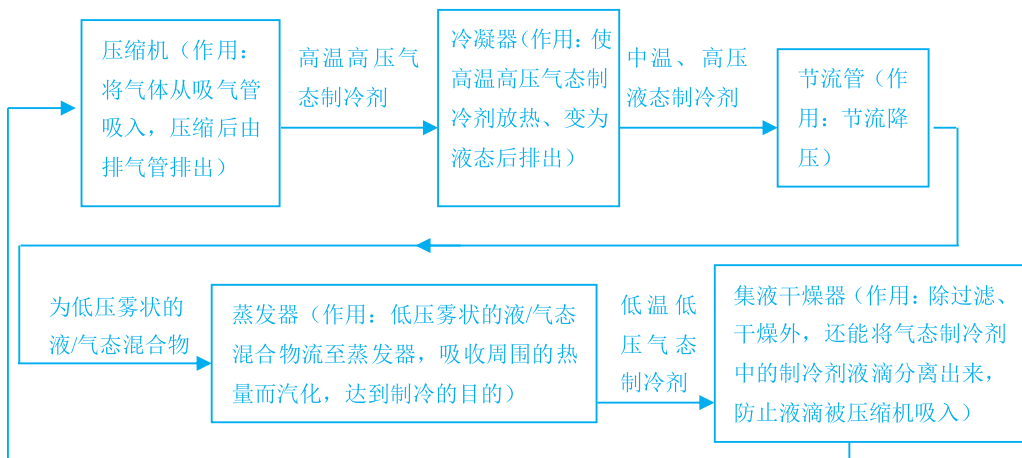 压缩机（作用：
将气体从吸气管
吸入，压缩后由
排气管排出）
高温高压气
态制冷剂
冷凝器（作用：使
高温高压气态制
冷剂放热、变为
液态后排出）
中温、高压
液态制冷剂
节流管（作
用：节流降
压）
为低压雾状的
液/气态混合物
蒸发器（作用：低压雾状的液/气态
混合物流至蒸发器，吸收周围的热
量而汽化，达到制冷的目的）
低温低
压气态
制冷剂
集液干燥器（作用：除过滤、
干燥外，还能将气态制冷剂
中的制冷剂液滴分离出来，
防止液滴被压缩机吸入）